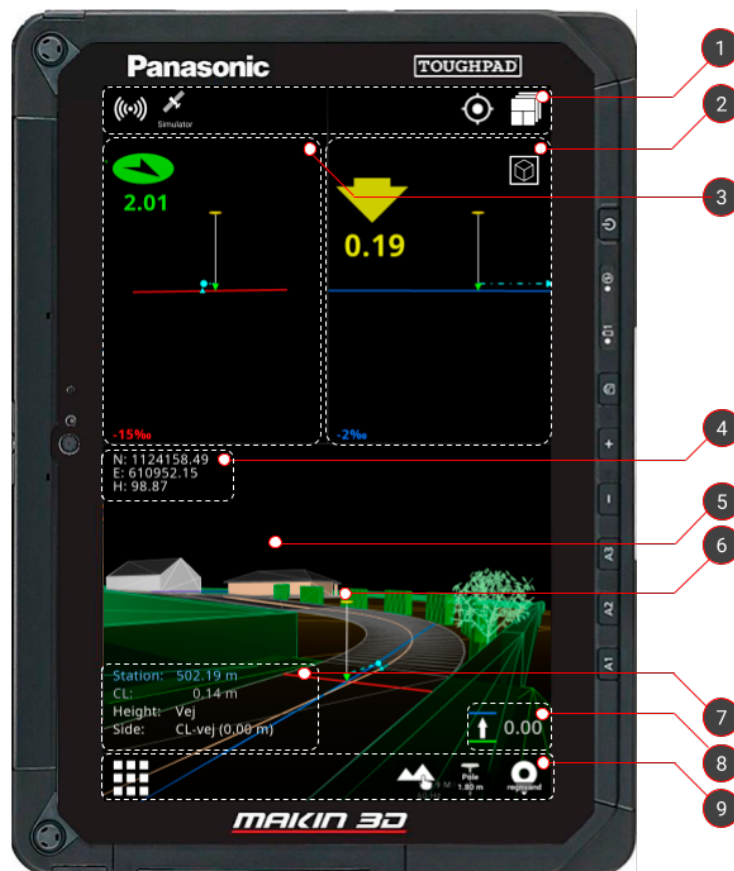 Panasonic
TOUGHPAD
1
Simulator
2
2.01
3
0.19
-15‰
-2‰
4
N: 1124158.49
E: 610952.15
H: 98.87
5
6
A3
A2
A1
Station: 502.19 m
CL: 0.14 m
Height: Vej
Side: CL-vej (0.00 m)
7
0.00
8
Pole
1.80 m
regnvand
9
MAKIN 3D